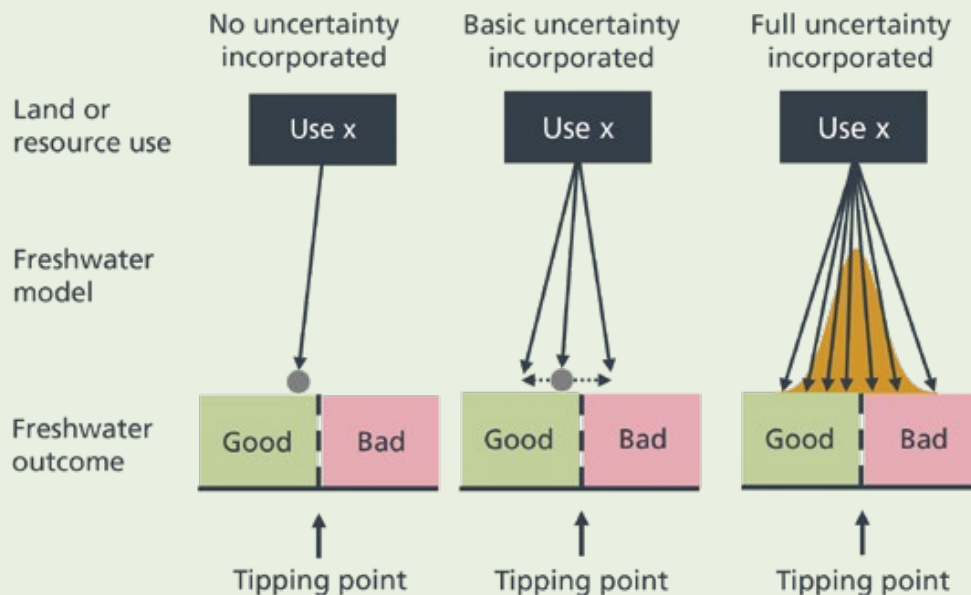 No uncertainty
incorporated
Basic uncertainty
incorporated
Full uncertainty
incorporated
Land or
resource use
Use x
Use x
Use x
Freshwater
model
Freshwater
outcome
Good
Bad
Good
Bad
Good
Bad
Tipping point
Tipping point
Tipping point